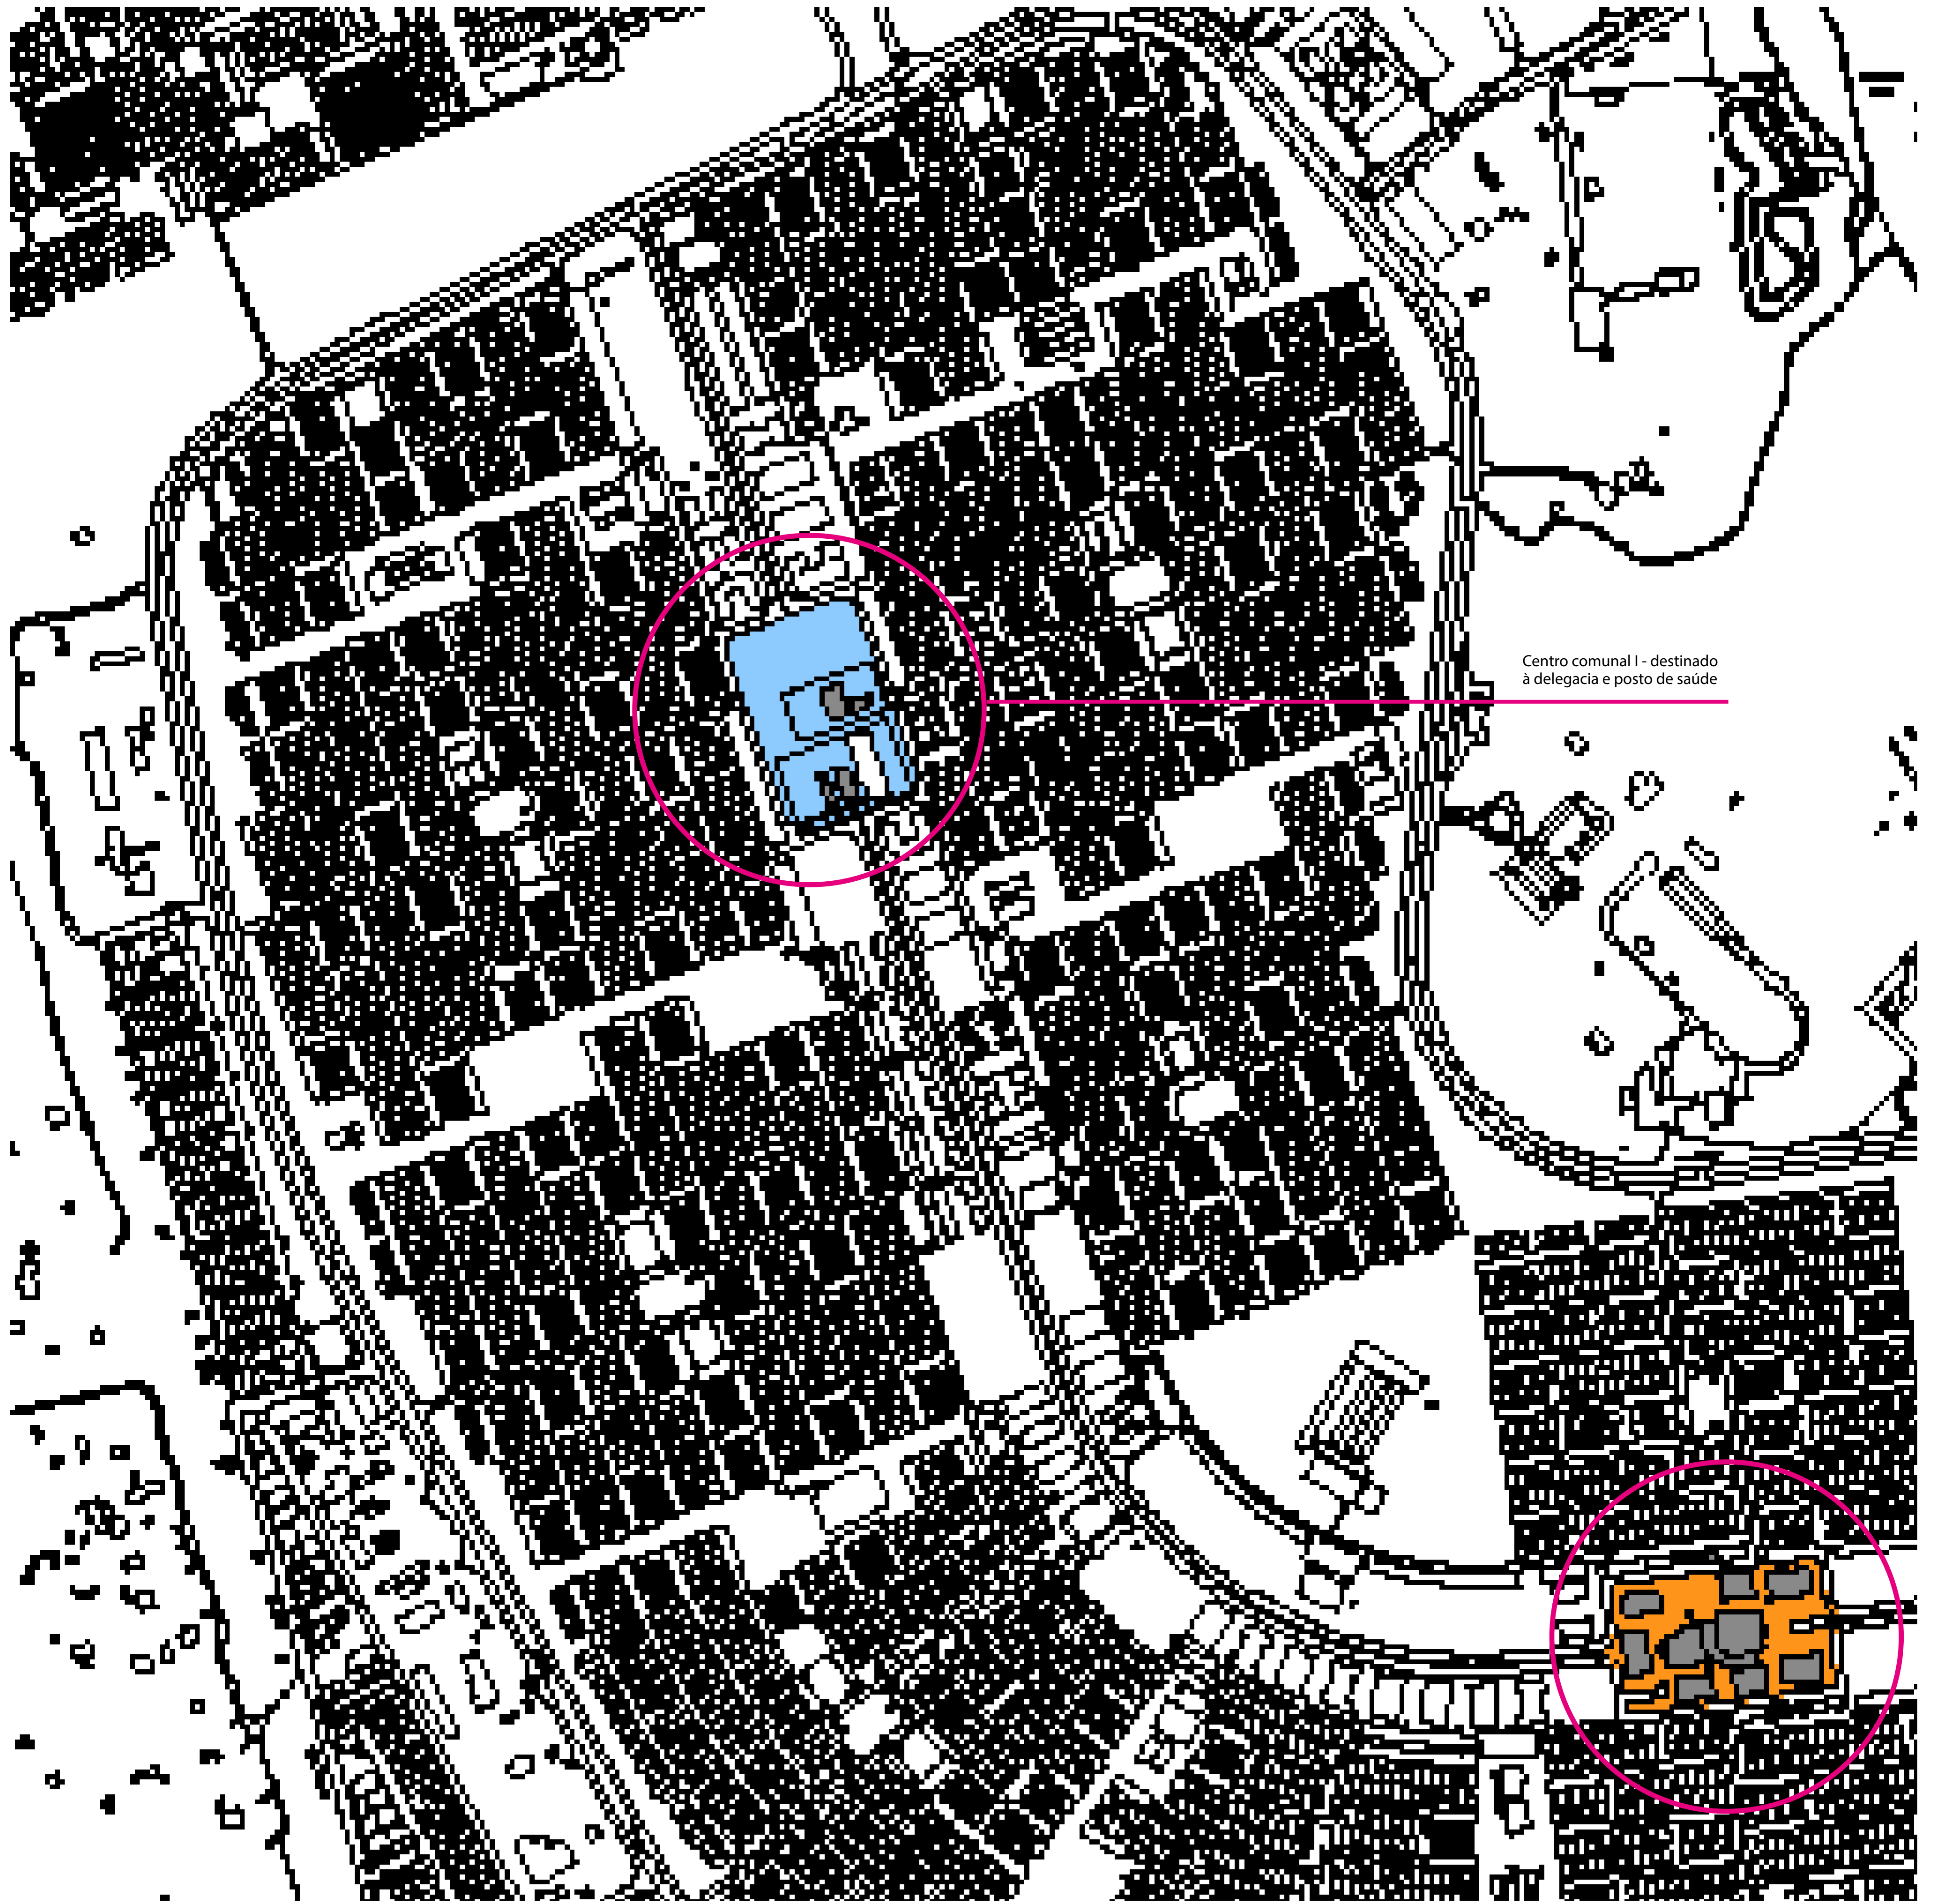 Centro comunal I - destinado
à delegacia e posto de saúde